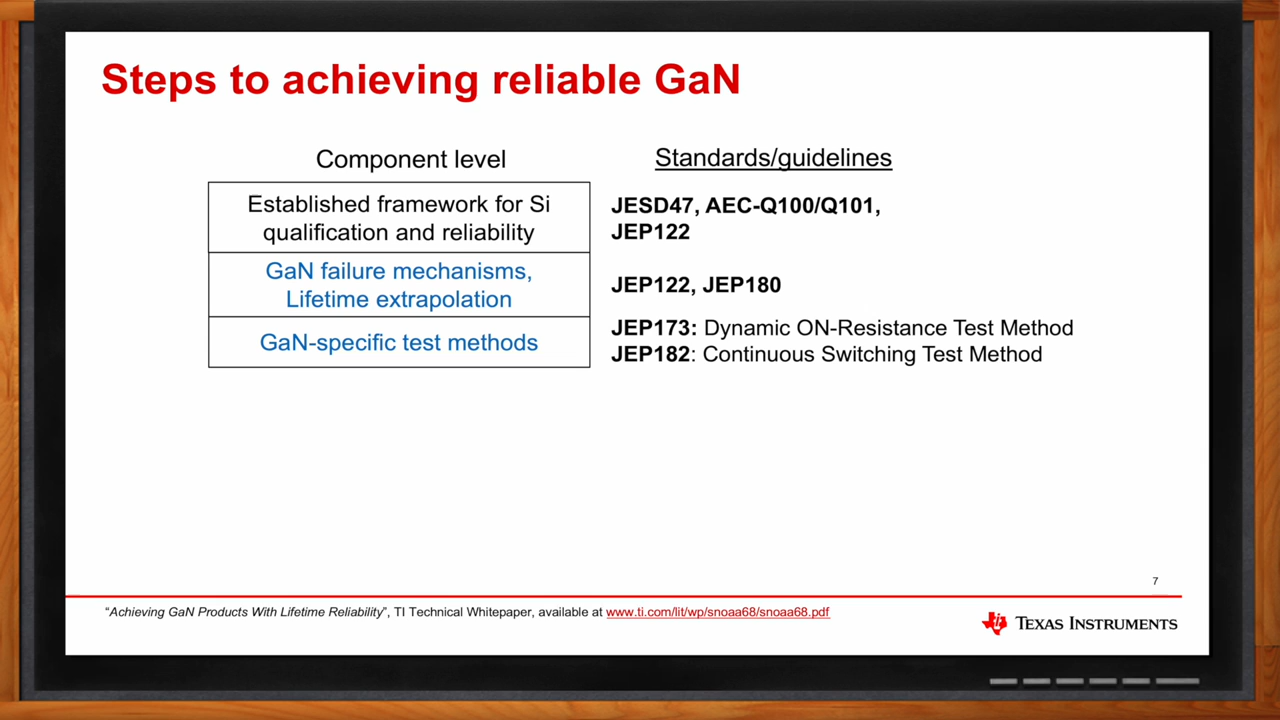 Steps to achieving reliable GaN
Component level
Standards/guidelines
Established framework for Si
qualification and reliability
JESD47, AEC-Q100/Q101,
JEP122
GaN failure mechanisms,
Lifetime extrapolation
JEP122, JEP180
GaN-specific test methods
JEP173: Dynamic ON-Resistance Test Method
JEP182: Continuous Switching Test Method
7
“Achieving GaN Products With Lifetime Reliability”, TI Technical Whitepaper, available at www.ti.com/lit/wp/snoaa68/snoaa68.pdf
TEXAS INSTRUMENTS